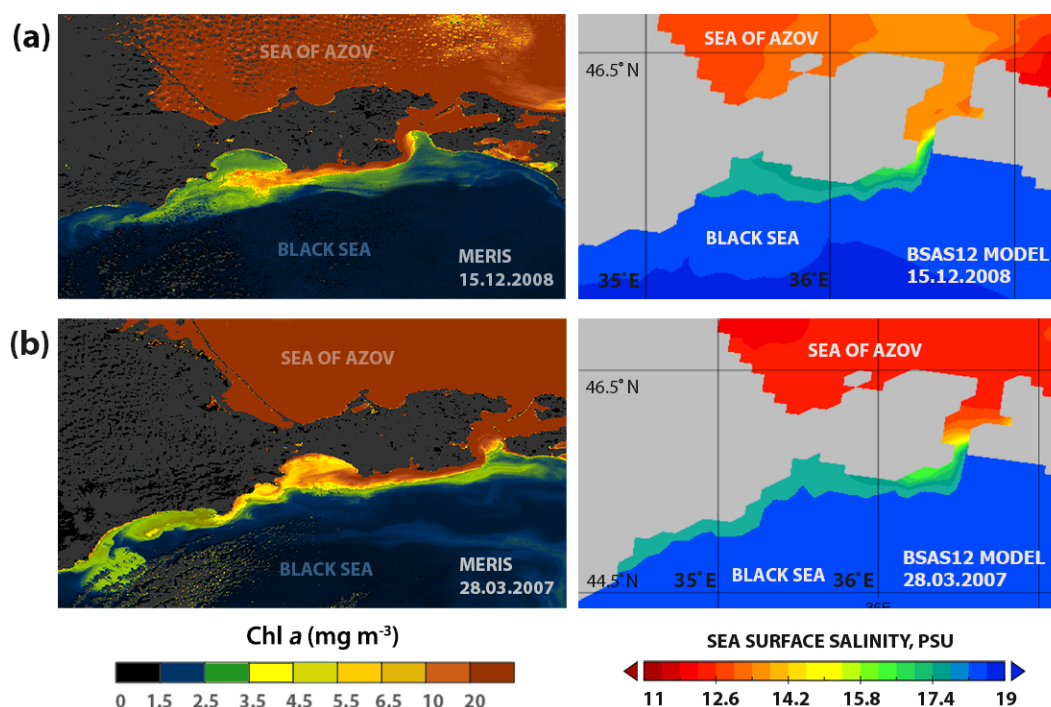 (a)
SEA OF AZOV
BLACK SEA
MERIS
15.12.2008
SEA OF AZOV
46.5° N
BLACK SEA
35°E
36°E
BSAS12 MODEL
15.12.2008
(b)
SEA OF AZOV
BLACK SEA
MERIS
28.03.2007
SEA OF AZOV
46.5° N
44.5° N
35°E
36°E
BLACK SEA
BSAS12 MODEL
28.03.2007
36E
Chl a (mg m⁻³)
0 1.5 2.5 3.5 4.5 5.5 6.5 10 20
SEA SURFACE SALINITY, PSU
11 12.6 14.2 15.8 17.4 19